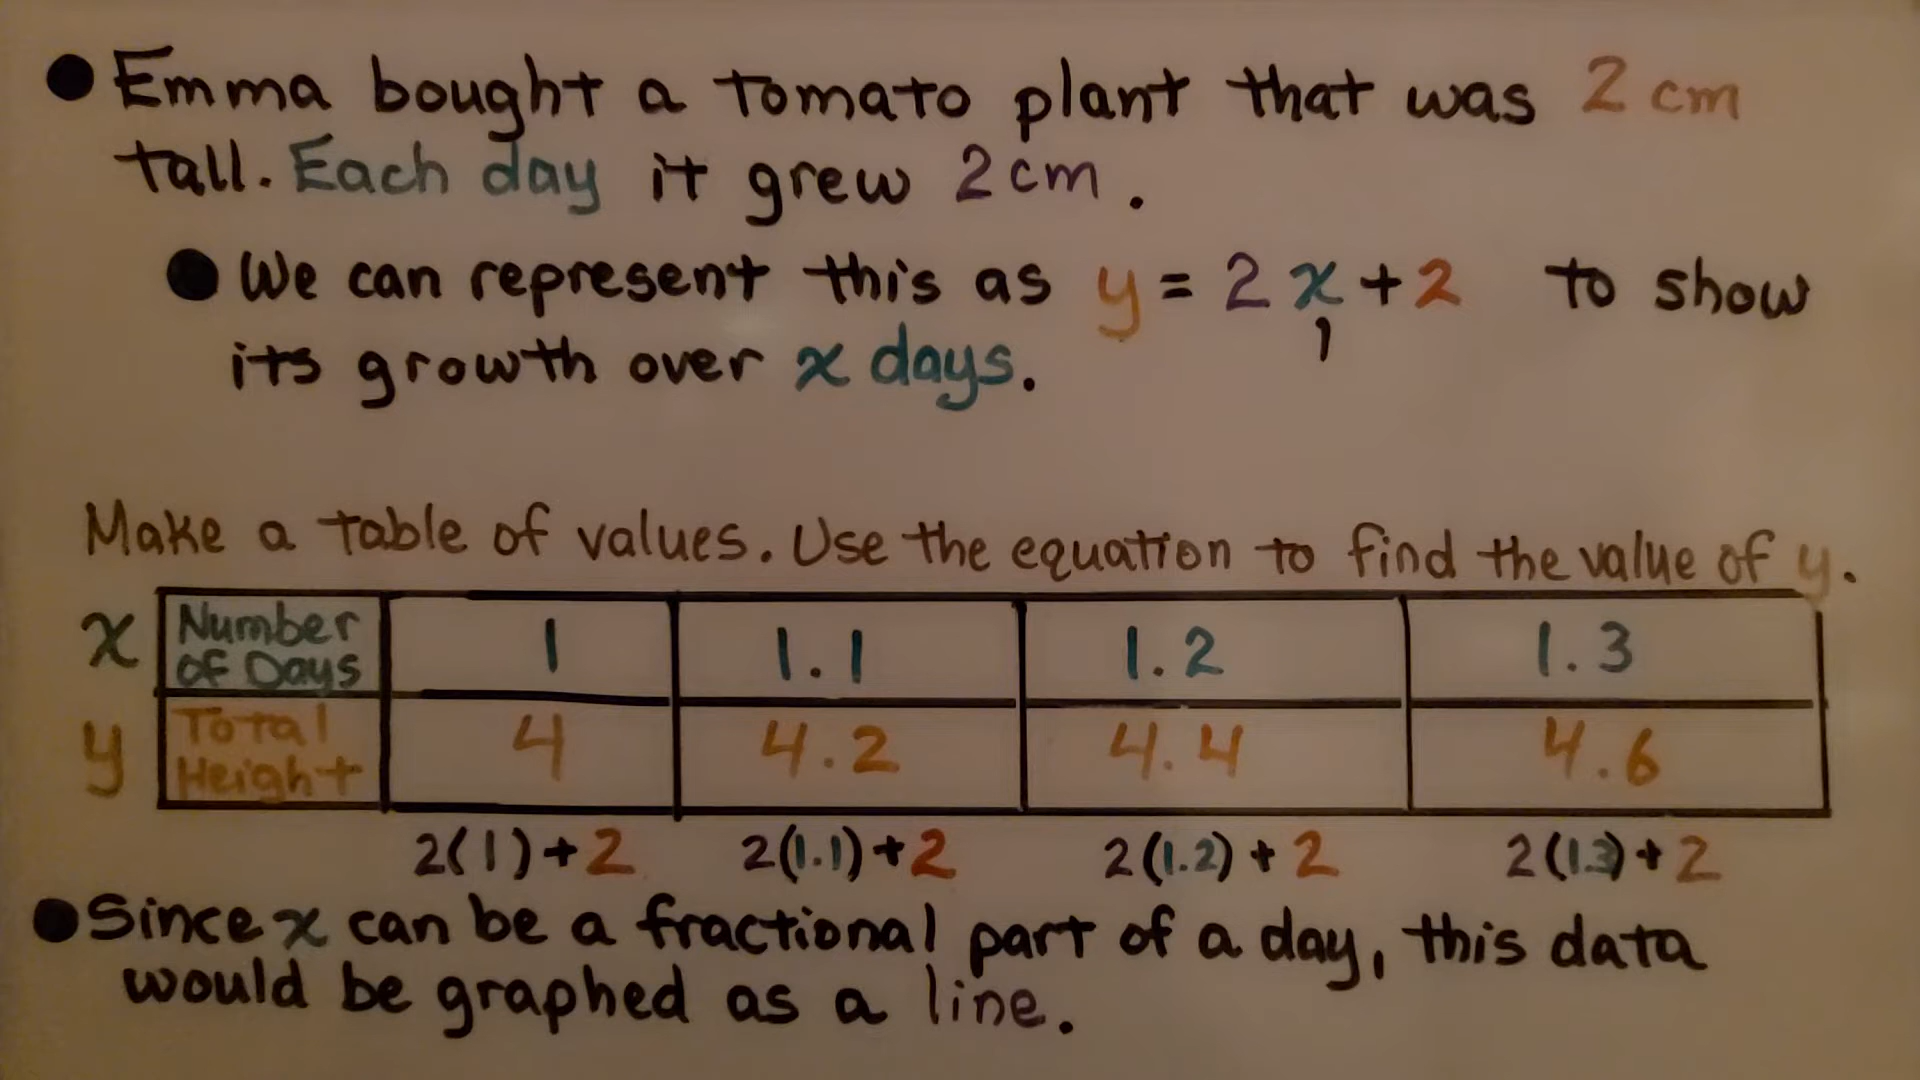 Emma bought a tomato plant that was 2 cm
tall. Each day it grew 2 cm.
We can represent this as y = 2x + 2 to show
its growth over x days.
Make a table of values. Use the equation to find the value of y.
x Number of Days 1 1.1 1.2 1.3
y Total Height 4 4.2 4.4 4.6
2(1)+2 2(1.1)+2 2(1.2)+2 2(1.3)+2
Since x can be a fractional part of a day, this data
would be graphed as a line.